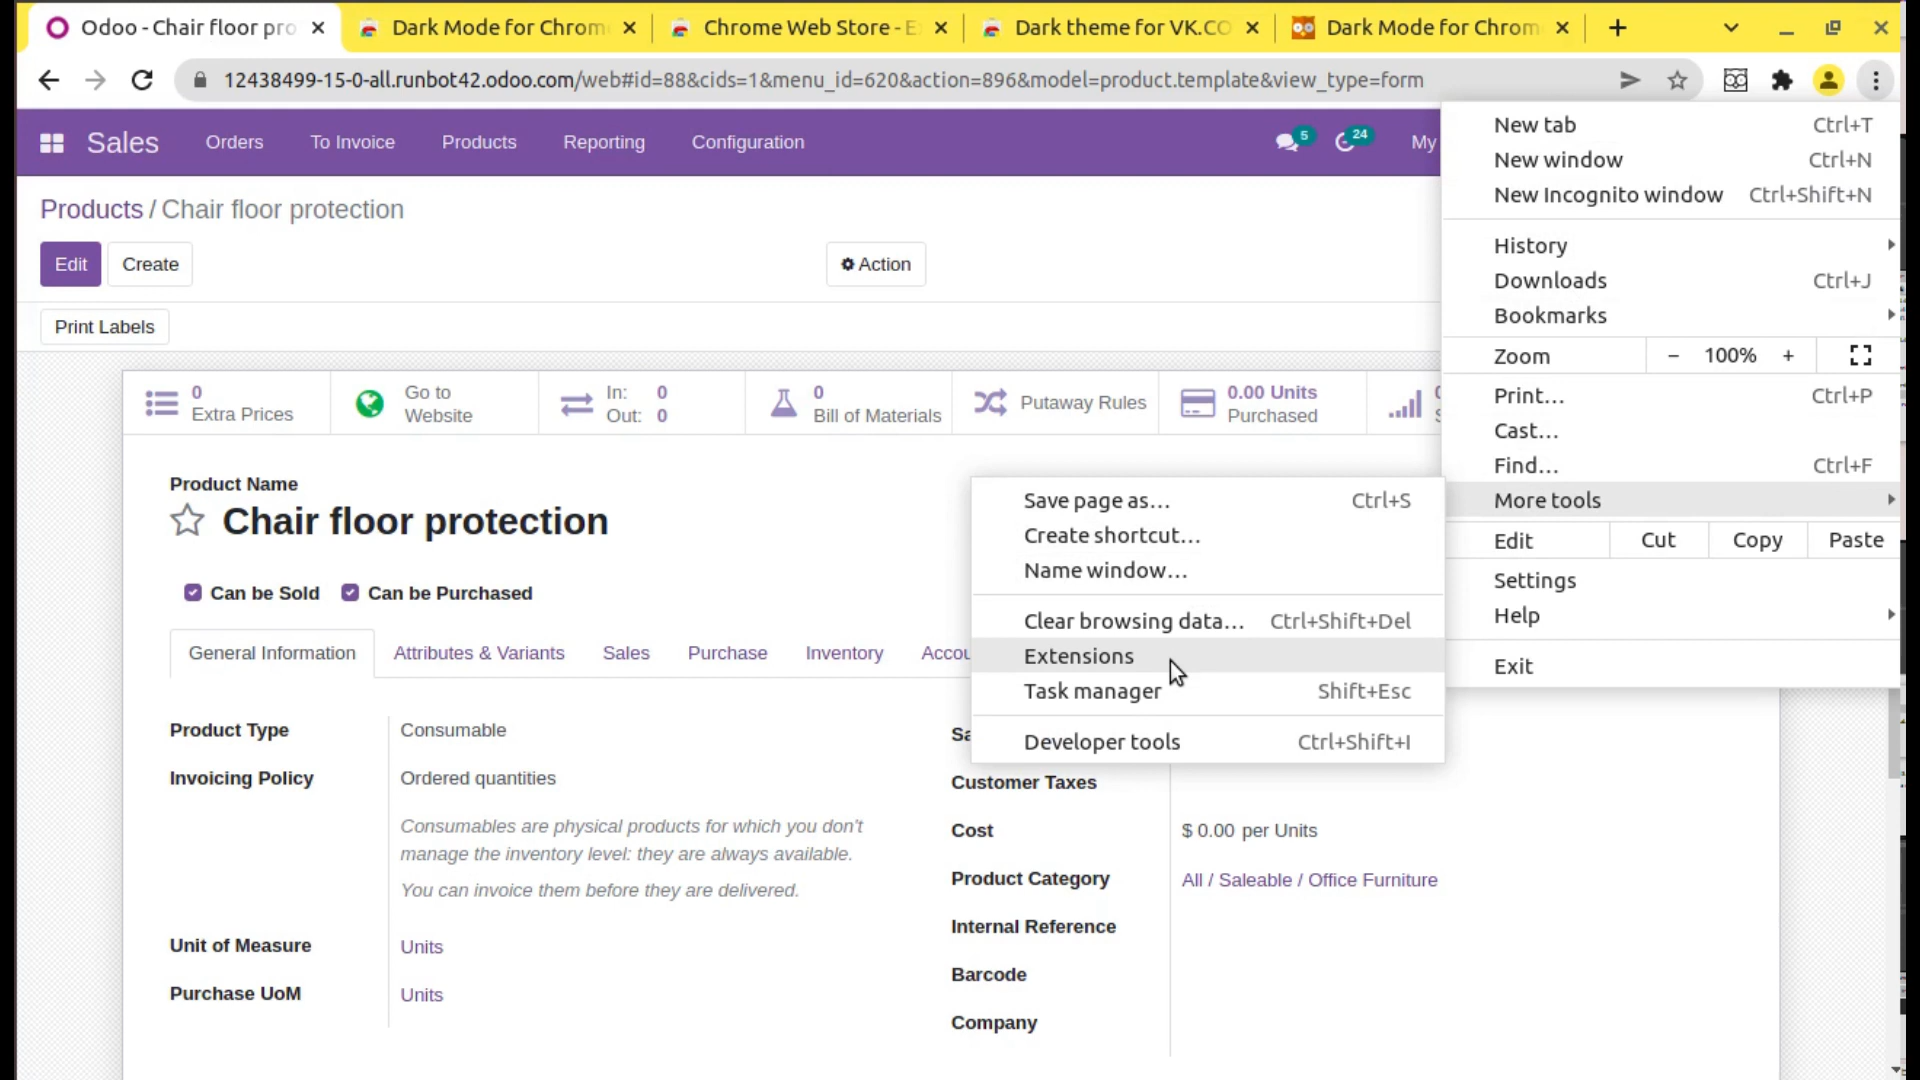 Odoo - Chair floor pro
Dark Mode for Chrom
Chrome Web Store - E
Dark theme for VK.CO
Dark Mode for Chrom
12438499-15-0-all.runbot42.odoo.com/web#id=88&cids=1&menu_id=620&action=896&model=product.template&view_type=form
Sales
Orders
To Invoice
Products
Reporting
Configuration
5
24
My
Products / Chair floor protection
Edit
Create
Action
Print Labels
0
Extra Prices
Go to
Website
In: 0
Out: 0
0
Bill of Materials
Putaway Rules
0.00 Units
Purchased
Product Name
Chair floor protection
Can be Sold
Can be Purchased
General Information
Attributes & Variants
Sales
Purchase
Inventory
Accou
Product Type
Consumable
Invoicing Policy
Ordered quantities
Consumables are physical products for which you don't
manage the inventory level: they are always available.
You can invoice them before they are delivered.
Unit of Measure
Units
Purchase UoM
Units
Sa
Customer Taxes
Cost
$ 0.00 per Units
Product Category
All / Saleable / Office Furniture
Internal Reference
Barcode
Company
New tab Ctrl+T
New window Ctrl+N
New Incognito window Ctrl+Shift+N
History
Downloads Ctrl+J
Bookmarks
Zoom − 100% +
Print... Ctrl+P
Cast...
Find... Ctrl+F
More tools
Edit Cut Copy Paste
Settings
Help
Exit
Save page as... Ctrl+S
Create shortcut...
Name window...
Clear browsing data... Ctrl+Shift+Del
Extensions
Task manager Shift+Esc
Developer tools Ctrl+Shift+I